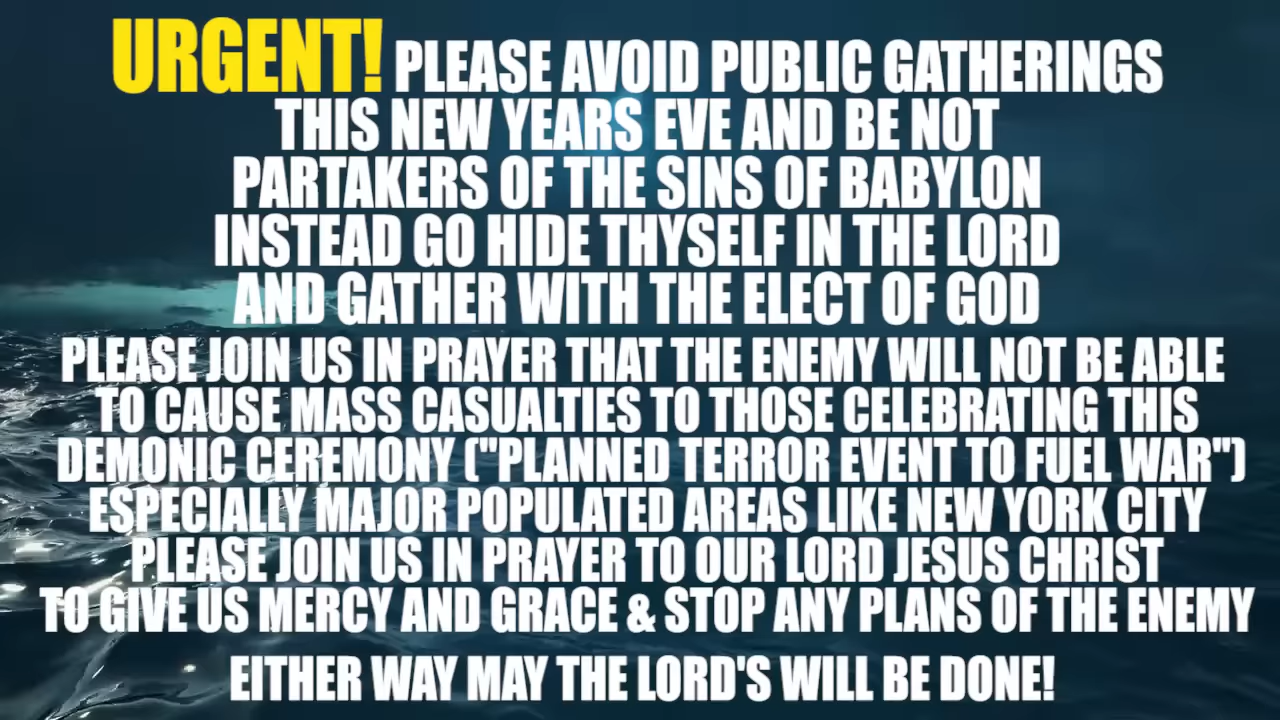 URGENT! PLEASE AVOID PUBLIC GATHERINGS
THIS NEW YEARS EVE AND BE NOT
PARTAKERS OF THE SINS OF BABYLON
INSTEAD GO HIDE THYSELF IN THE LORD
AND GATHER WITH THE ELECT OF GOD
PLEASE JOIN US IN PRAYER THAT THE ENEMY WILL NOT BE ABLE
TO CAUSE MASS CASUALTIES TO THOSE CELEBRATING THIS
DEMONIC CEREMONY ("PLANNED TERROR EVENT TO FUEL WAR")
ESPECIALLY MAJOR POPULATED AREAS LIKE NEW YORK CITY
PLEASE JOIN US IN PRAYER TO OUR LORD JESUS CHRIST
TO GIVE US MERCY AND GRACE & STOP ANY PLANS OF THE ENEMY
EITHER WAY MAY THE LORD'S WILL BE DONE!